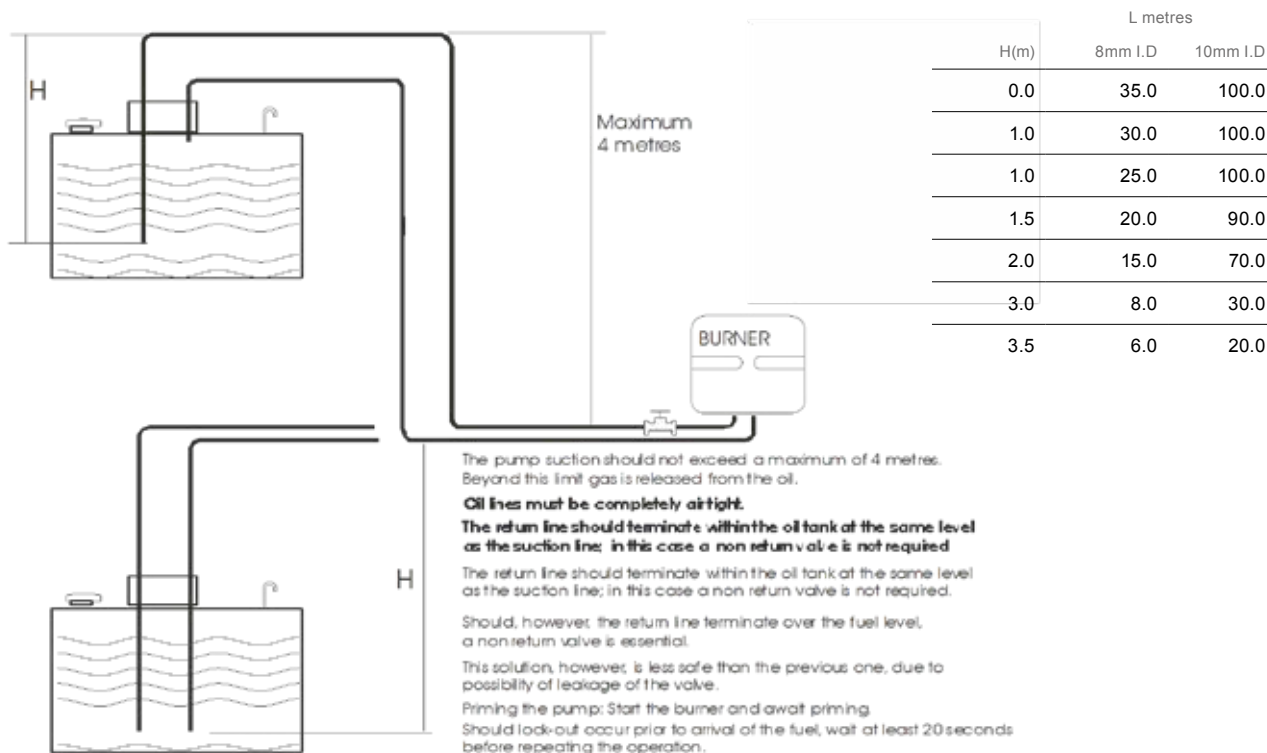 L metres
H(m) 8mm I.D 10mm I.D
0.0 35.0 100.0
1.0 30.0 100.0
1.0 25.0 100.0
1.5 20.0 90.0
2.0 15.0 70.0
3.0 8.0 30.0
3.5 6.0 20.0
H
Maximum
4 metres
BURNER
H
The pump suction should not exceed a maximum of 4 metres.
Beyond this limit gas is released from the oil.
Oil lines must be completely airtight.
The return line should terminate within the oil tank at the same level
as the suction line; in this case a non return valve is not required
The return line should terminate within the oil tank at the same level
as the suction line; in this case a non return valve is not required.
Should, however, the return line terminate over the fuel level,
a non return valve is essential.
This solution, however, is less safe than the previous one, due to
possibility of leakage of the valve.
Priming the pump: Start the burner and await priming.
Should lock-out occur prior to arrival of the fuel, wait at least 20 seconds
before repeating the operation.